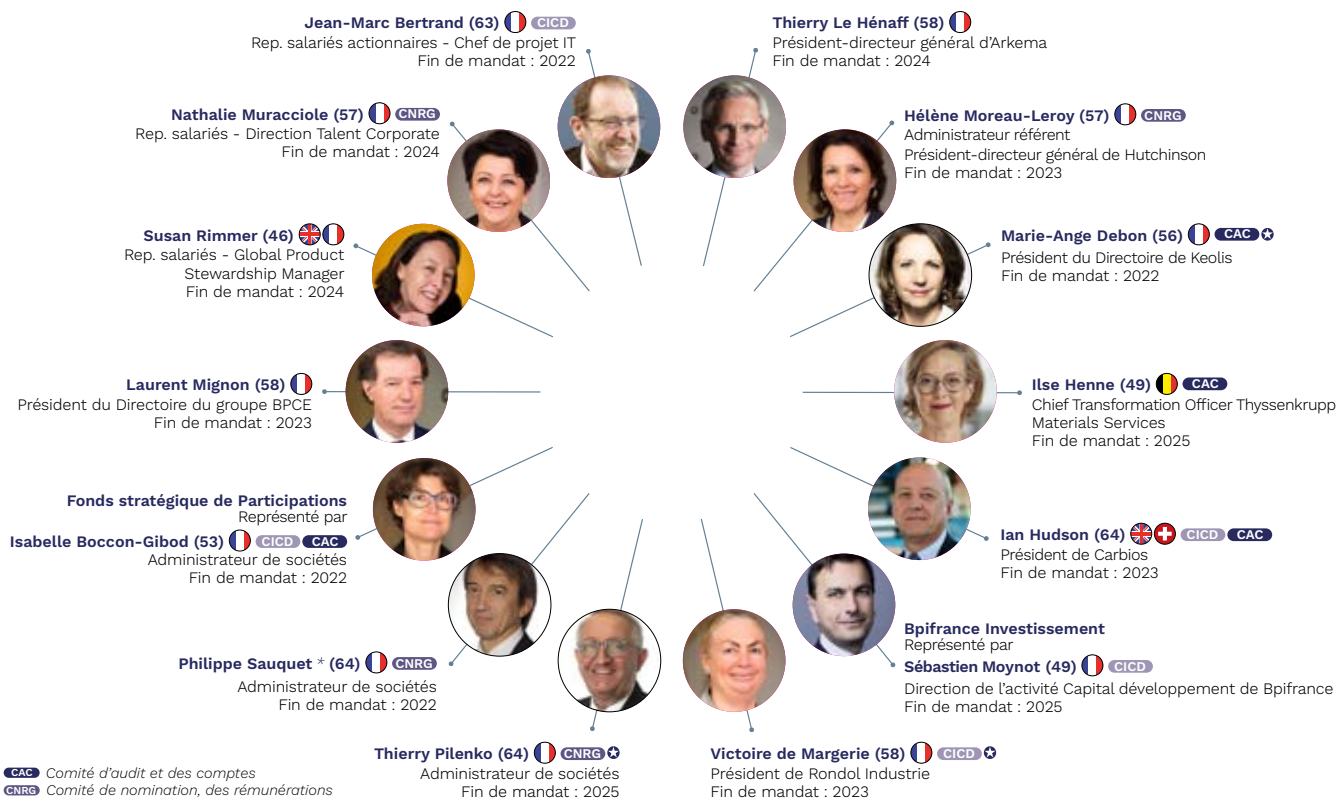 Jean-Marc Bertrand (63) CICD
Rep. salariés actionnaires - Chef de projet IT
Fin de mandat : 2022
Thierry Le Hénaff (58)
Président-directeur général d'Arkema
Fin de mandat : 2024
Nathalie Muracciole (57) CNRG
Rep. salariés - Direction Talent Corporate
Fin de mandat : 2024
Hélène Moreau-Leroy (57) CNRG
Administrateur référent
Président-directeur général de Hutchinson
Fin de mandat : 2023
Susan Rimmer (46)
Rep. salariés - Global Product
Stewardship Manager
Fin de mandat : 2024
Marie-Ange Debon (56) CAC
Président du Directoire de Keolis
Fin de mandat : 2022
Laurent Mignon (58)
Président du Directoire du groupe BPCE
Fin de mandat : 2023
Ilse Henne (49) CAC
Chief Transformation Officer Thyssenkrupp
Materials Services
Fin de mandat : 2025
Fonds stratégique de Participations
Représenté par
Isabelle Boccon-Gibod (53) CICD CAC
Administrateur de sociétés
Fin de mandat : 2022
Ian Hudson (64) CICD CAC
Président de Carbios
Fin de mandat : 2023
Philippe Sauquet * (64) CNRG
Administrateur de sociétés
Fin de mandat : 2022
Bpifrance Investissement
Représenté par
Sébastien Moynot (49) CICD
Direction de l'activité Capital développement de Bpifrance
Fin de mandat : 2025
Thierry Pilenko (64) CNRG
Administrateur de sociétés
Fin de mandat : 2025
Victoire de Margerie (58) CICD
Président de Rondol Industrie
Fin de mandat : 2023
CAC Comité d'audit et des comptes
CNRG Comité de nomination, des rémunérations